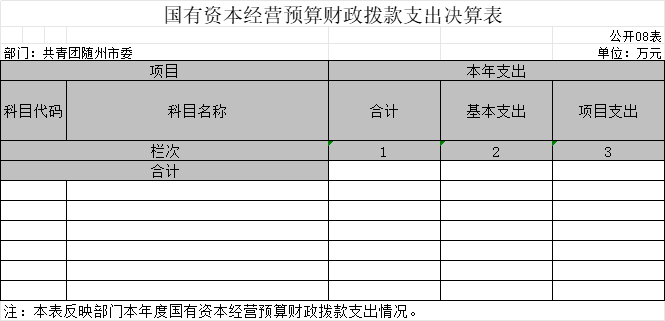 国有资本经营预算财政拨款支出决算表
公开08表
部门：共青团随州市委 单位：万元
项目 本年支出
科目代码 科目名称 合计 基本支出 项目支出
栏次 1 2 3
合计
注：本表反映部门本年度国有资本经营预算财政拨款支出情况。